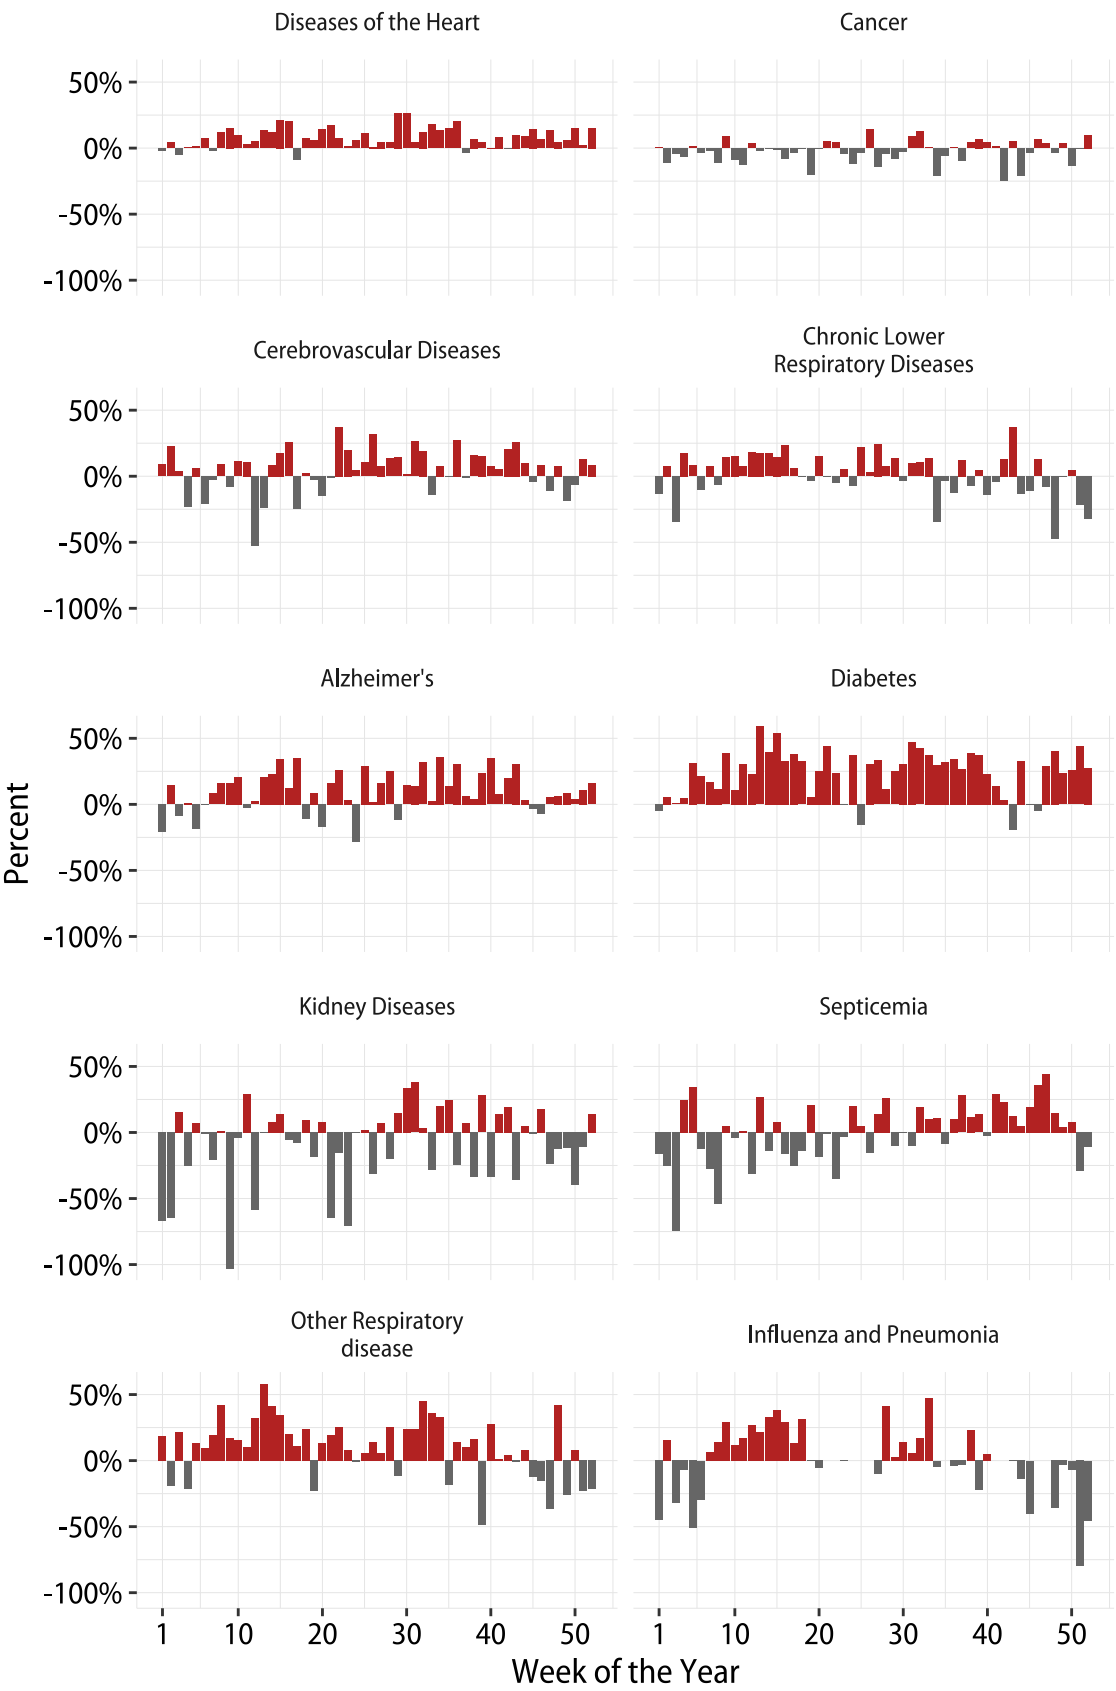 Diseases of the Heart
Cancer
50%
0%
-50%
-100%
Cerebrovascular Diseases
Chronic Lower
Respiratory Diseases
50%
0%
-50%
-100%
Alzheimer's
Diabetes
50%
0%
-50%
-100%
Percent
Kidney Diseases
Septicemia
50%
0%
-50%
-100%
Other Respiratory
disease
Influenza and Pneumonia
50%
0%
-50%
-100%
1 10 20 30 40 50
1 10 20 30 40 50
Week of the Year